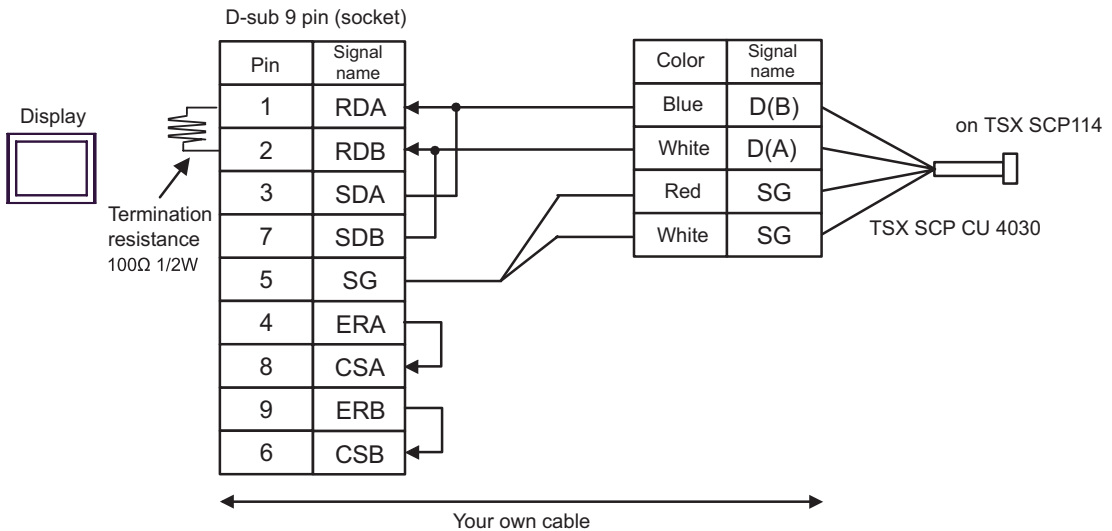 D-sub 9 pin (socket)
Pin Signal name
1 RDA
2 RDB
3 SDA
7 SDB
5 SG
4 ERA
8 CSA
9 ERB
6 CSB
Display
Termination
resistance
100Ω 1/2W
Color Signal name
Blue D(B)
White D(A)
Red SG
White SG
on TSX SCP114
TSX SCP CU 4030
Your own cable